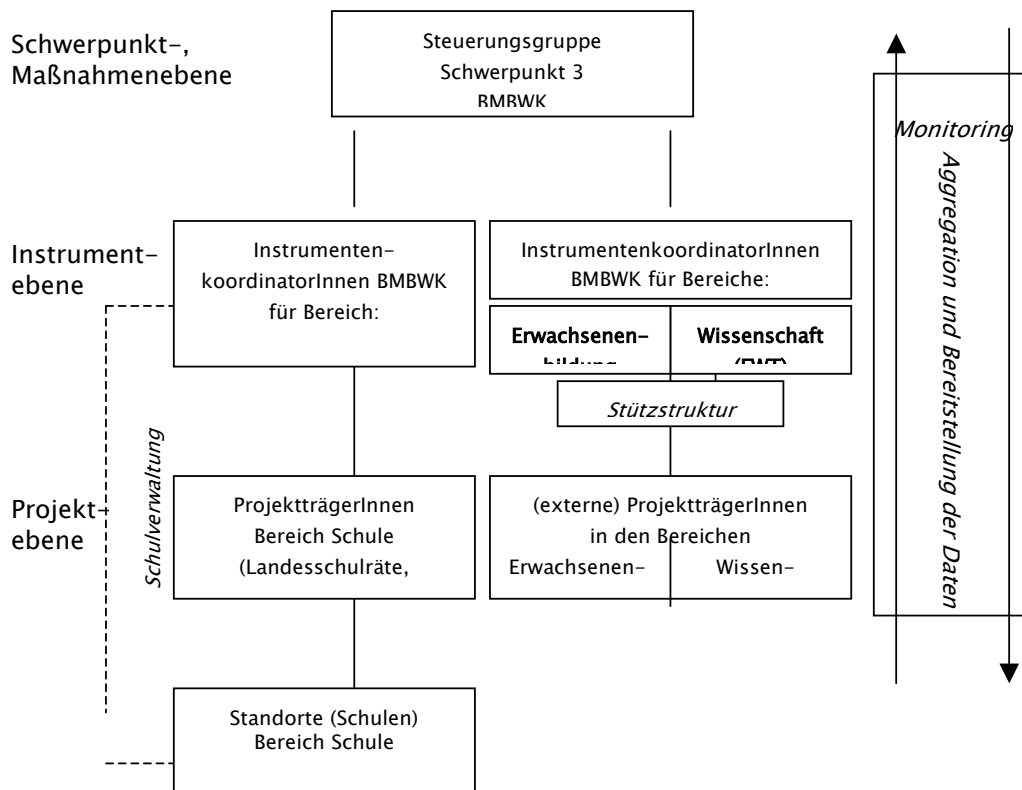 Schwerpunkt-,
Maßnahmenebene
Steuerungsgruppe
Schwerpunkt 3
BMBWK
Monitoring
Aggregation und Bereitstellung der Daten
Instrument-
ebene
Instrumenten-
koordinatorInnen BMBWK
für Bereich:
InstrumentenkoordinatorInnen
BMBWK für Bereiche:
Erwachsenen-
bildung
Wissenschaft
Stützstruktur
Schulverwaltung
Projekt-
ebene
ProjektträgerInnen
Bereich Schule
(Landesschulräte,
(externe) ProjektträgerInnen
in den Bereichen
Erwachsenen-
Wissen-
Standorte (Schulen)
Bereich Schule